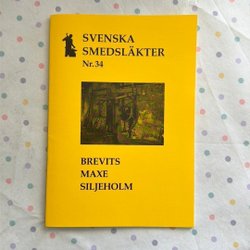 SVENSKA
SMEDSLÄKTER
Nr.34
BREVITS
MAXE
SILJEHOLM